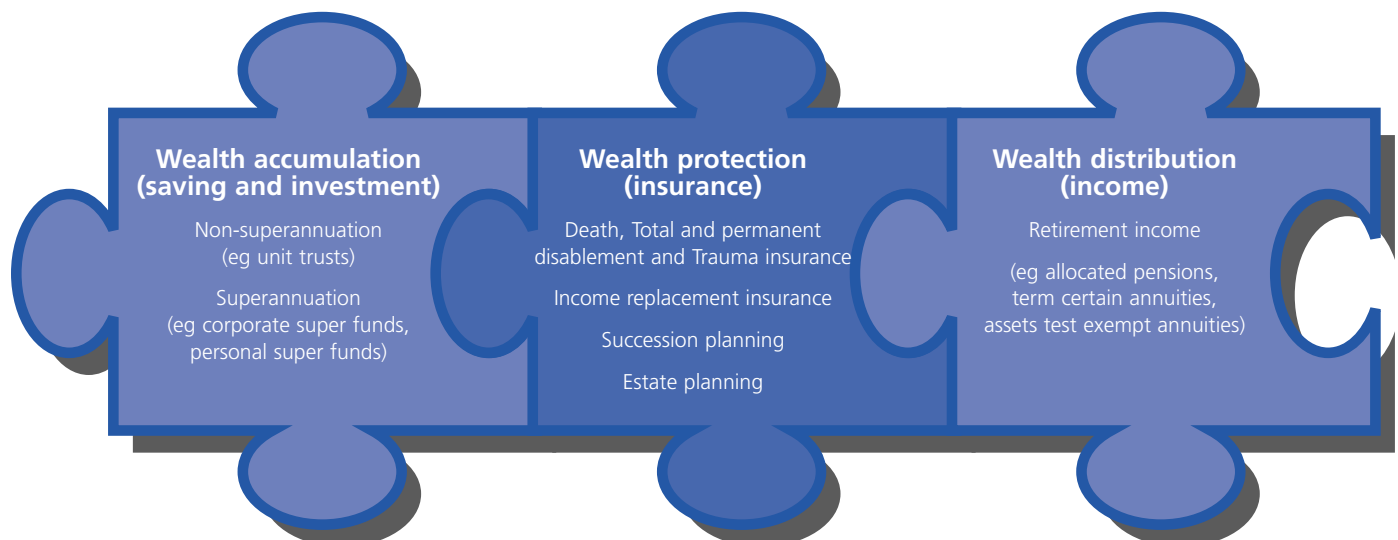 Wealth accumulation
(saving and investment)
Non-superannuation
(eg unit trusts)
Superannuation
(eg corporate super funds,
personal super funds)
Wealth protection
(insurance)
Death, Total and permanent
disablement and Trauma insurance
Income replacement insurance
Succession planning
Estate planning
Wealth distribution
(income)
Retirement income
(eg allocated pensions,
term certain annuities,
assets test exempt annuities)